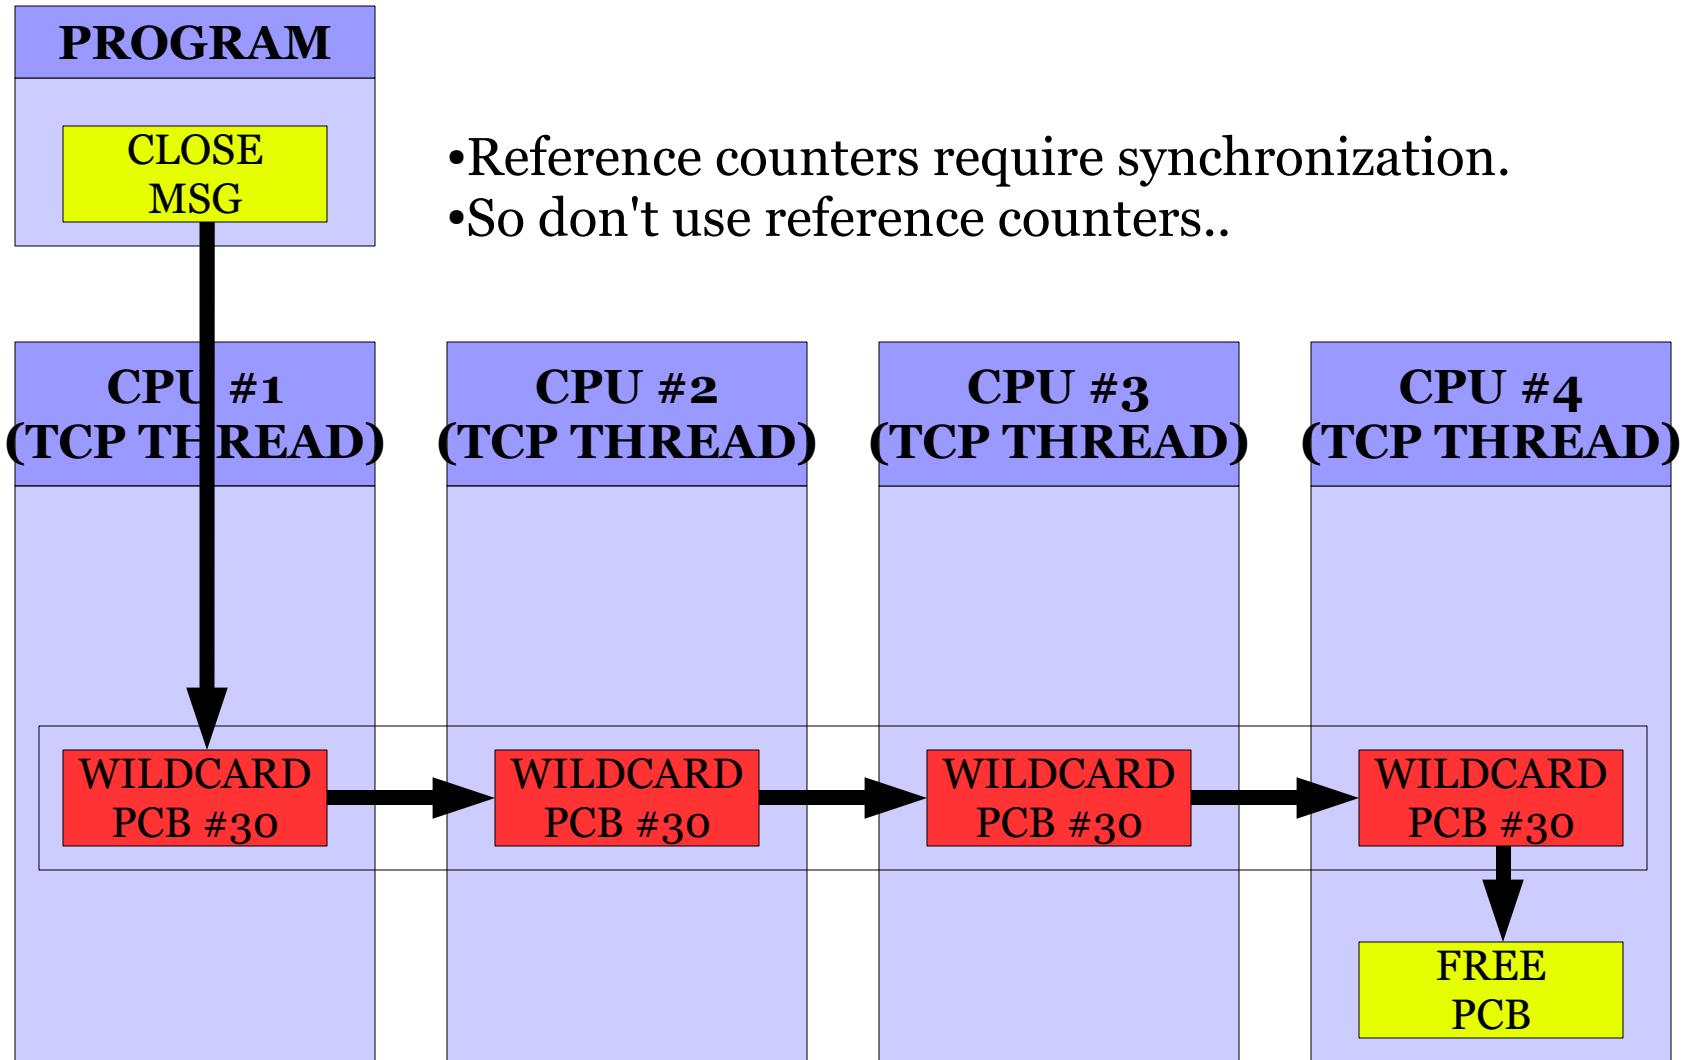 PROGRAM
CLOSE
MSG
•Reference counters require synchronization.
•So don't use reference counters..
CPU #1
(TCP THREAD)
CPU #2
(TCP THREAD)
CPU #3
(TCP THREAD)
CPU #4
(TCP THREAD)
WILDCARD
PCB #30
WILDCARD
PCB #30
WILDCARD
PCB #30
WILDCARD
PCB #30
FREE
PCB